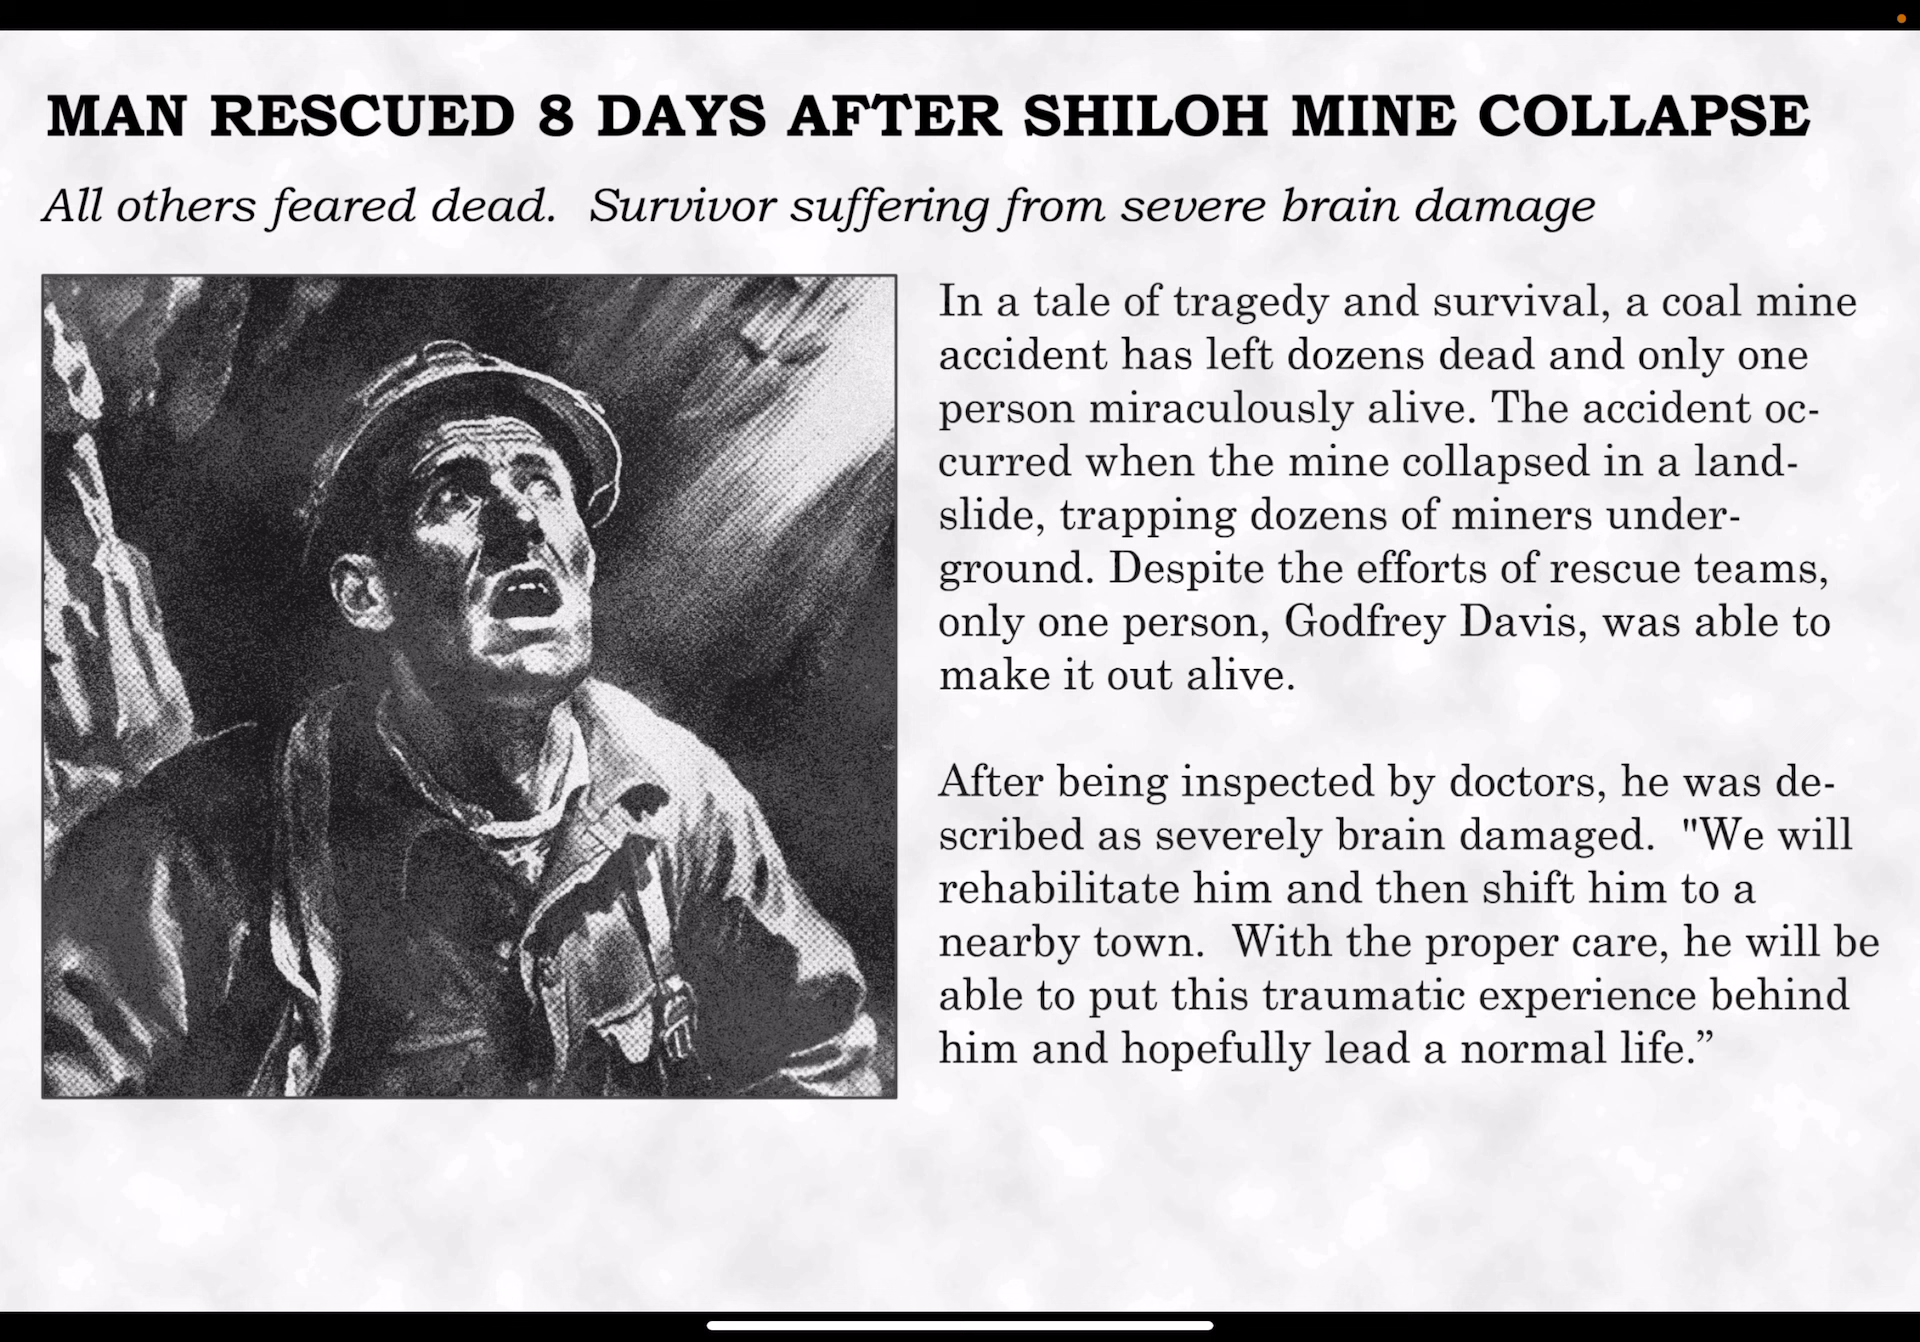 MAN RESCUED 8 DAYS AFTER SHILOH MINE COLLAPSE
All others feared dead.  Survivor suffering from severe brain damage
In a tale of tragedy and survival, a coal mine
accident has left dozens dead and only one
person miraculously alive. The accident oc-
curred when the mine collapsed in a land-
slide, trapping dozens of miners under-
ground. Despite the efforts of rescue teams,
only one person, Godfrey Davis, was able to
make it out alive.
After being inspected by doctors, he was de-
scribed as severely brain damaged.  "We will
rehabilitate him and then shift him to a
nearby town.  With the proper care, he will be
able to put this traumatic experience behind
him and hopefully lead a normal life.”